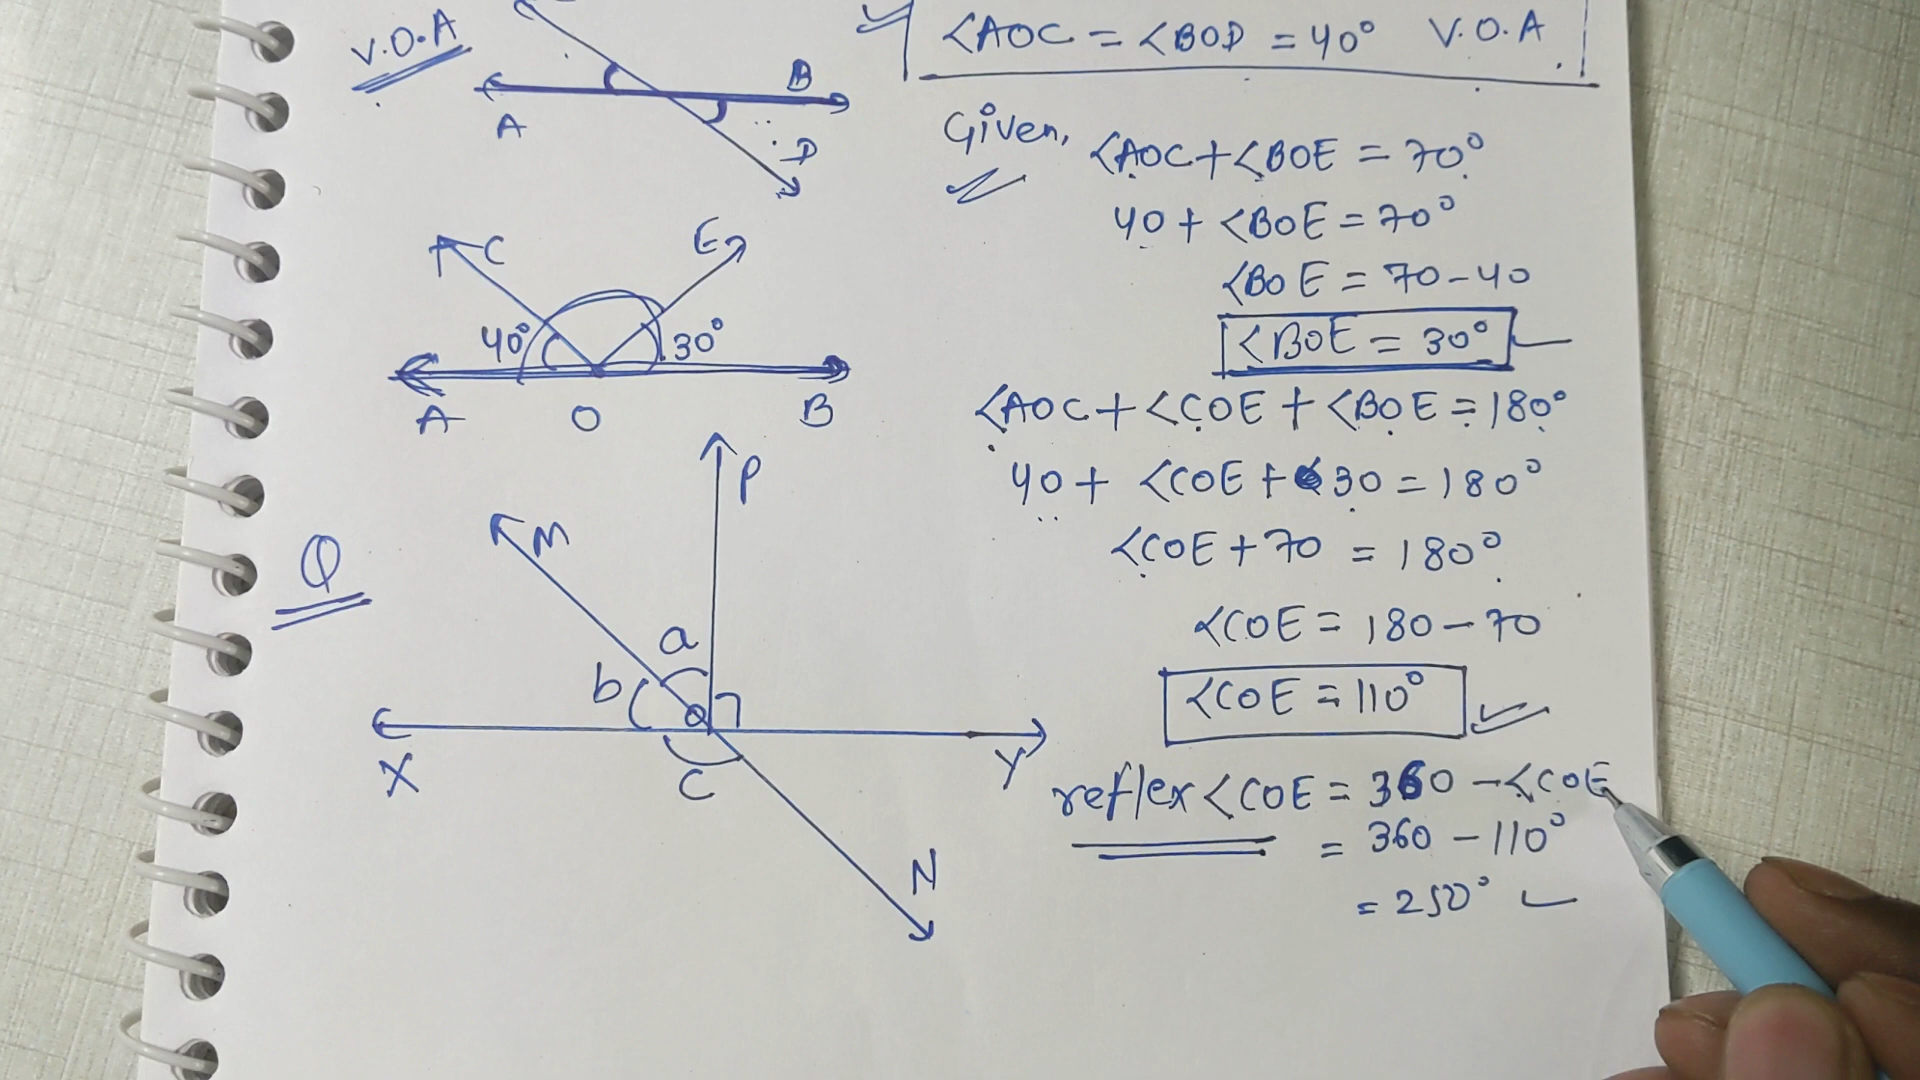 V.O.A
A
B
D
C
E
40°
30°
A
O
B
Q
M
P
a
b
O
X
Y
C
N
∠AOC = ∠BOD = 40° V.O.A
Given, ∠AOC + ∠BOE = 70°
40 + ∠BOE = 70°
∠BOE = 70 - 40
∠BOE = 30°
∠AOC + ∠COE + ∠BOE = 180°
40 + ∠COE + 30 = 180°
∠COE + 70 = 180°
∠COE = 180 - 70
∠COE = 110°
reflex ∠COE = 360 - ∠COE
= 360 - 110°
= 250°